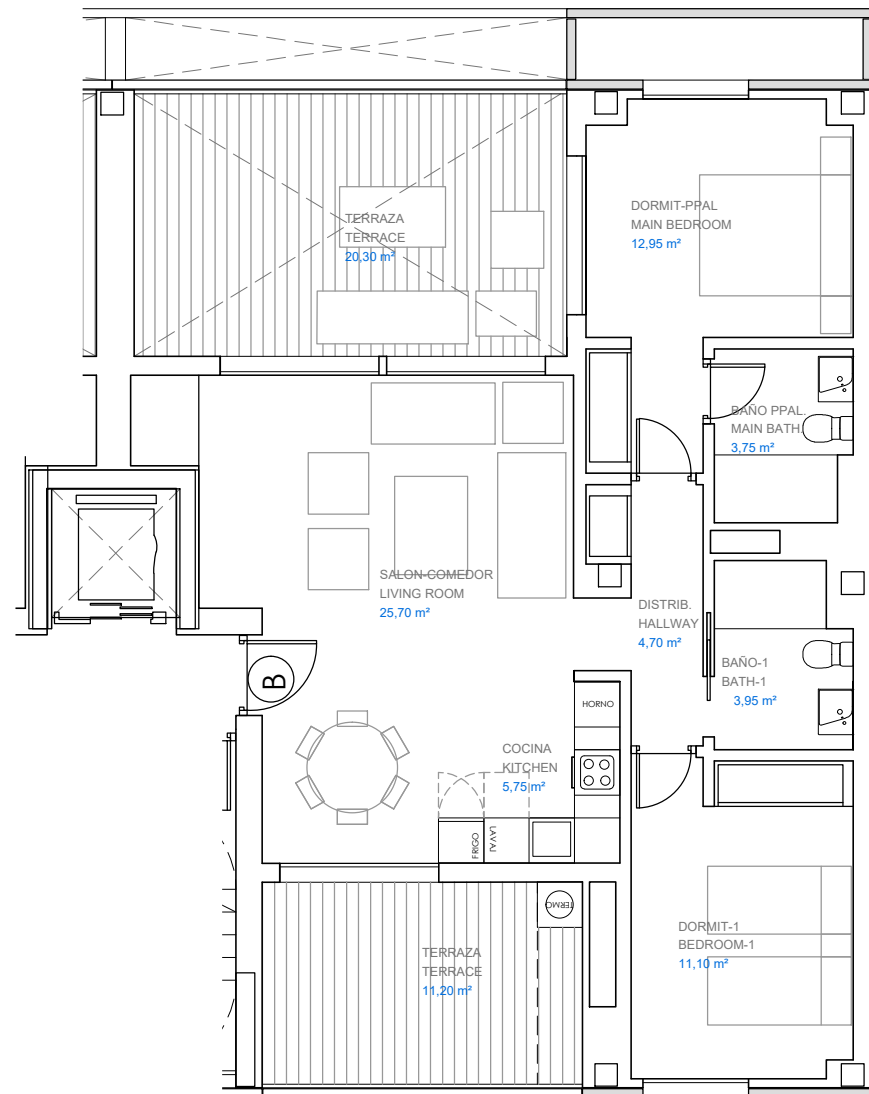 TERRAZA
TERRACE
20,30 m²
DORMIT-PPAL
MAIN BEDROOM
12,95 m²
BAÑO PPAL.
MAIN BATH.
3,75 m²
SALON-COMEDOR
LIVING ROOM
25,70 m²
DISTRIB.
HALLWAY
4,70 m²
BAÑO-1
BATH-1
3,95 m²
B
HORNO
COCINA
KITCHEN
5,75 m²
FRIGO
LAVAJ
TERMO
TERRAZA
TERRACE
11,20 m²
DORMIT-1
BEDROOM-1
11,10 m²